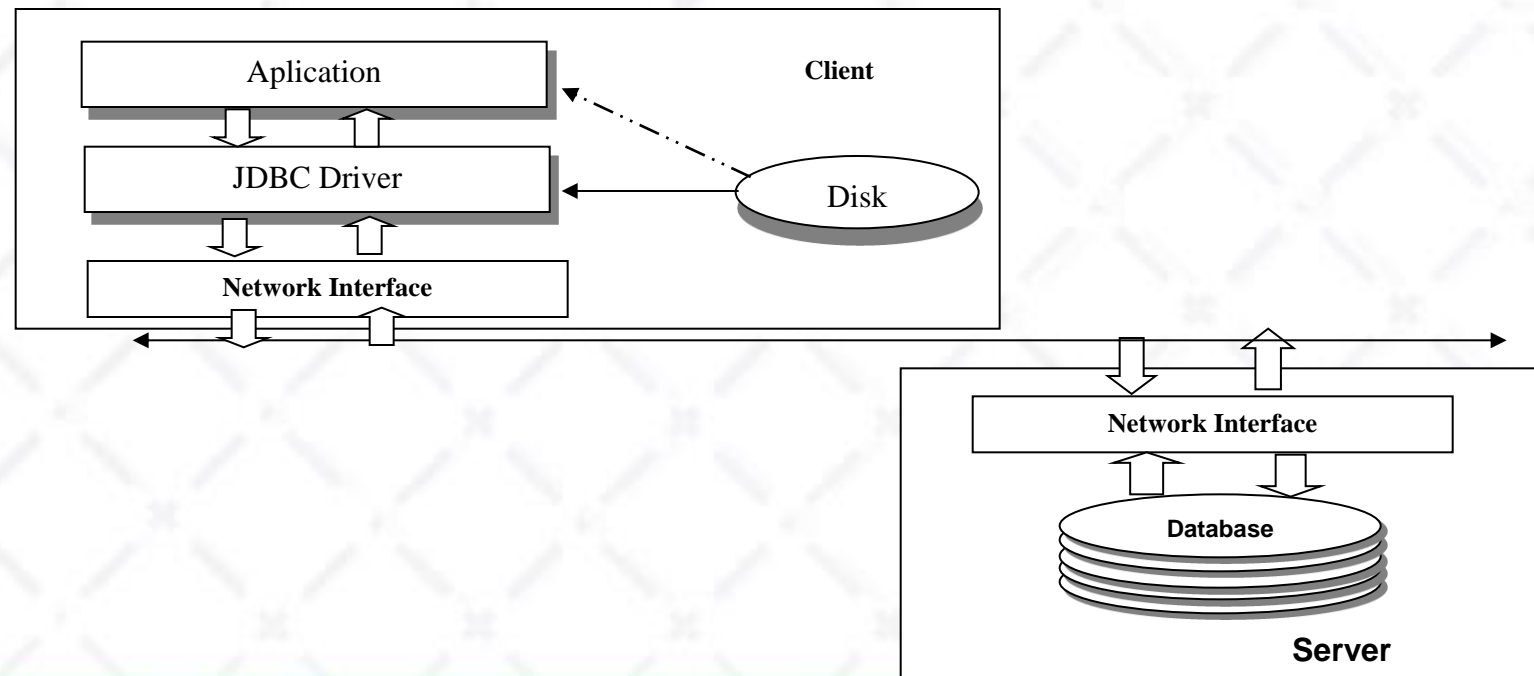 Aplication
Client
JDBC Driver
Disk
Network Interface
Network Interface
Database
Server